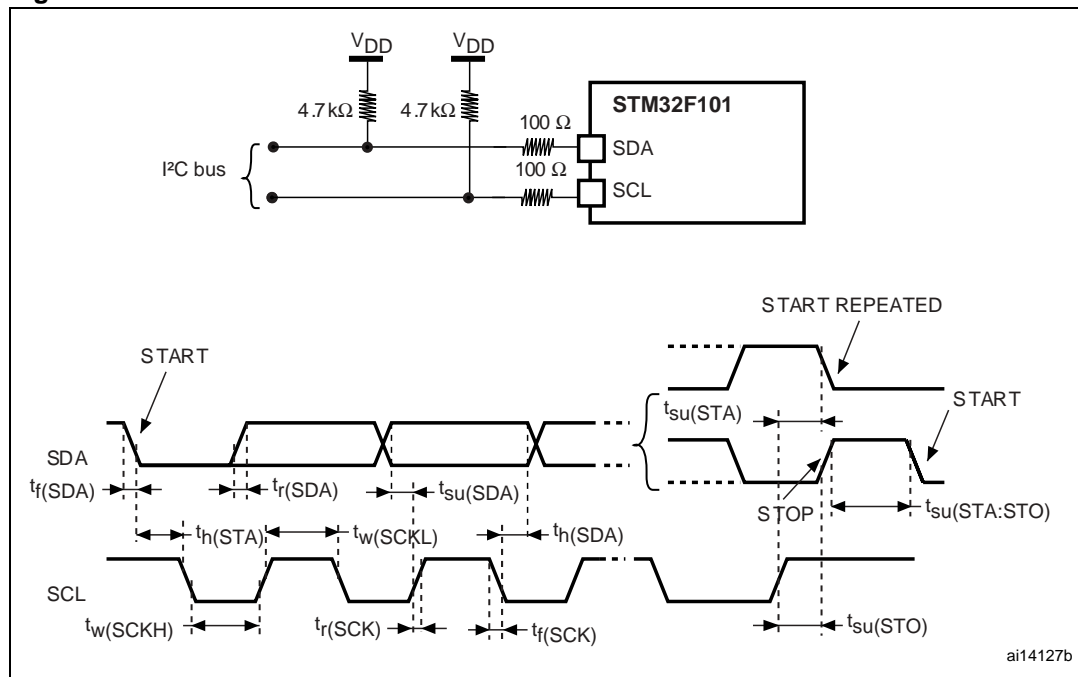 VDD VDD
STM32F101
4.7kΩ 4.7kΩ
100 Ω
SDA
I²C bus
100 Ω
SCL
START REPEATED
START
tsu(STA)
START
SDA
tf(SDA) tr(SDA) tsu(SDA)
STOP
tsu(STA:STO)
th(STA) tw(SCKL) th(SDA)
SCL
tw(SCKH) tr(SCK) tf(SCK) tsu(STO)
ai14127b